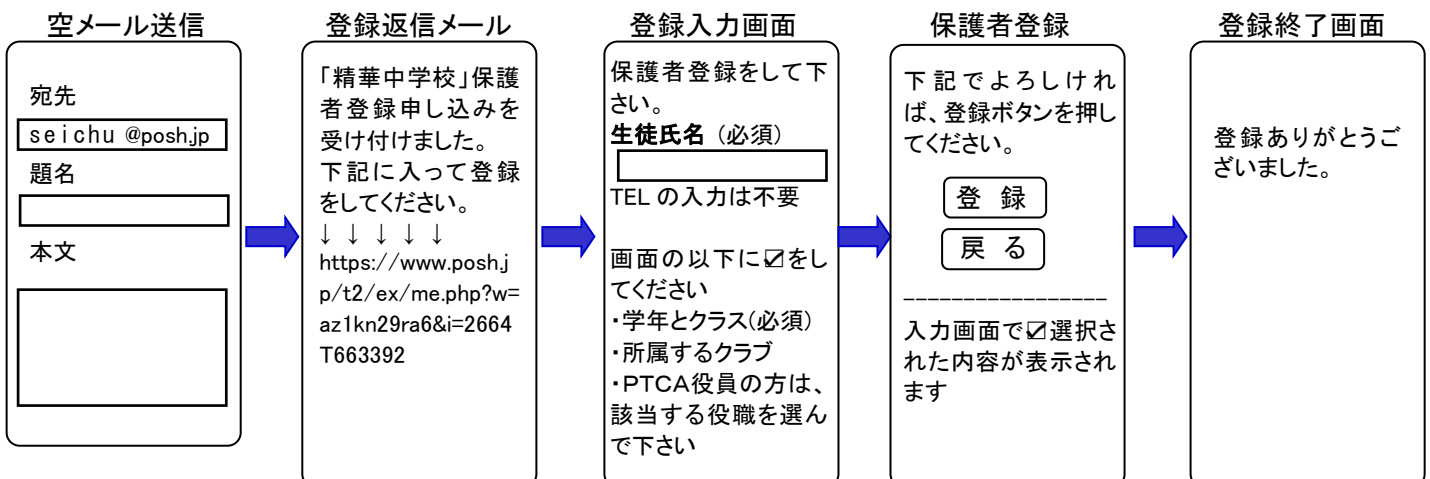 空メール送信
宛先
seichu @posh.jp
題名
本文
登録返信メール
「精華中学校」保護
者登録申し込みを
受け付けました。
下記に入って登録
をしてください。
↓ ↓ ↓ ↓ ↓
https://www.posh.j
p/t2/ex/me.php?w=
az1kn29ra6&i=2664
T663392
登録入力画面
保護者登録をして下
さい。
生徒氏名 (必須)
TEL の入力は不要
画面の以下に☑をし
てください
・学年とクラス(必須)
・所属するクラブ
・PTCA役員の方は、
該当する役職を選ん
で下さい
保護者登録
下記でよろしけれ
ば、登録ボタンを押し
てください。
登 録
戻 る
-----------------
入力画面で☑選択さ
れた内容が表示され
ます
登録終了画面
登録ありがとうご
ざいました。